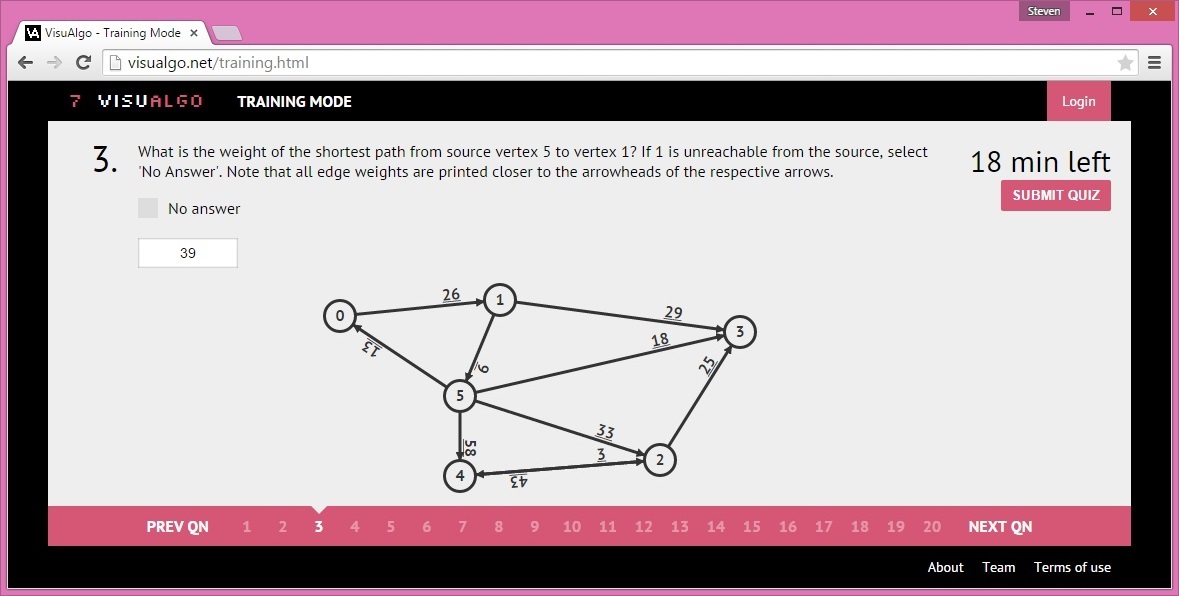 Steven
VisuAlgo - Training Mode
visualgo.net/training.html
7 VISUALGO TRAINING MODE Login
3. What is the weight of the shortest path from source vertex 5 to vertex 1? If 1 is unreachable from the source, select
'No Answer'. Note that all edge weights are printed closer to the arrowheads of the respective arrows.
18 min left
SUBMIT QUIZ
No answer
39
26
1
0
29
3
13
18
6
25
5
33
58
3
2
4
43
PREV QN 1 2 3 4 5 6 7 8 9 10 11 12 13 14 15 16 17 18 19 20 NEXT QN
About Team Terms of use